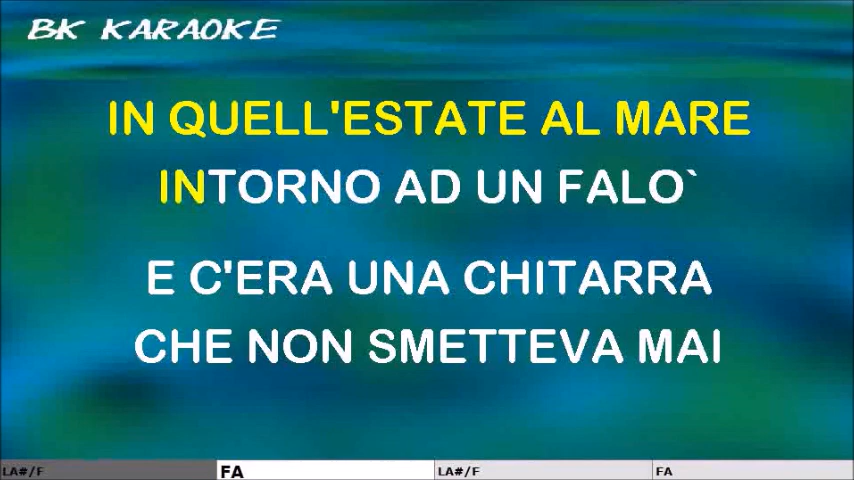 BK KARAOKE
IN QUELL'ESTATE AL MARE
INTORNO AD UN FALO`
E C'ERA UNA CHITARRA
CHE NON SMETTEVA MAI
LA#/F FA LA#/F FA